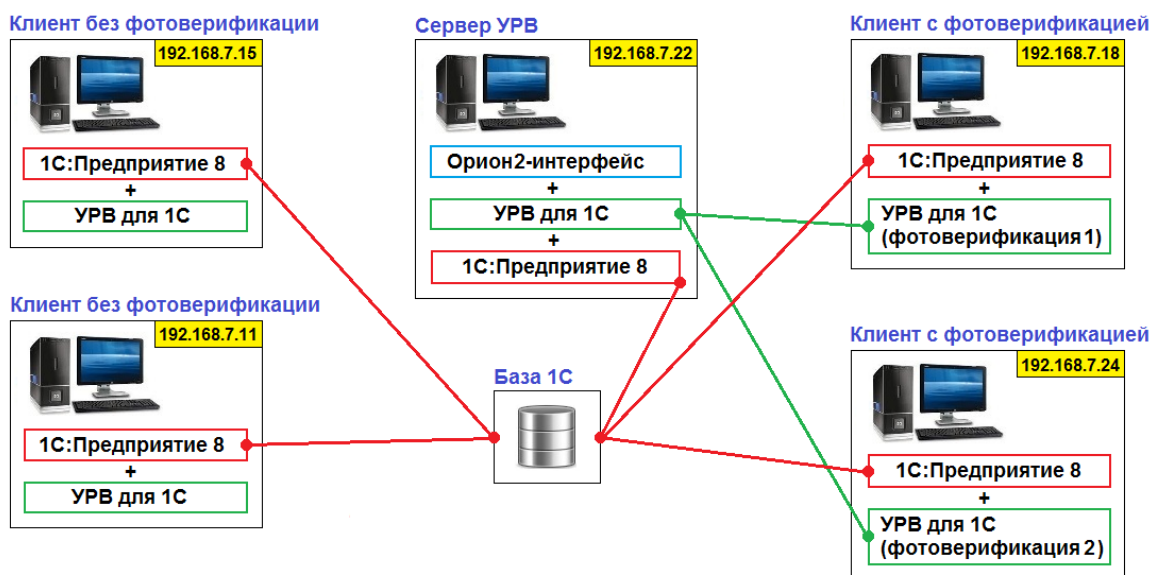 Клиент без фотоверификации
192.168.7.15
1С:Предприятие 8
+
УРВ для 1С
Клиент без фотоверификации
192.168.7.11
1С:Предприятие 8
+
УРВ для 1С
Сервер УРВ
192.168.7.22
Орион2-интерфейс
+
УРВ для 1С
+
1С:Предприятие 8
База 1С
Клиент с фотоверификацией
192.168.7.18
1С:Предприятие 8
+
УРВ для 1С
(фотоверификация 1)
Клиент с фотоверификацией
192.168.7.24
1С:Предприятие 8
+
УРВ для 1С
(фотоверификация 2)